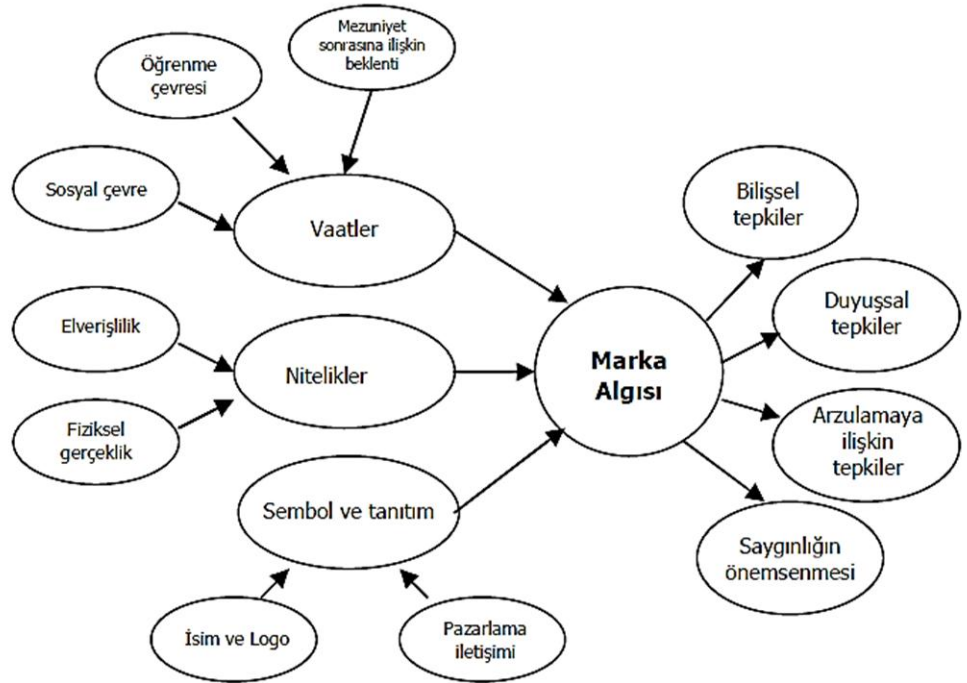 Mezuniyet
sonrasına ilişkin
beklenti
Öğrenme
çevresi
Sosyal çevre
Vaatler
Bilişsel
tepkiler
Duyuşsal
tepkiler
Elverişlilik
Nitelikler
Marka
Algısı
Fiziksel
gerçeklik
Arzulamaya
ilişkin
tepkiler
Sembol ve tanıtım
Saygınlığın
önemsenmesi
İsim ve Logo
Pazarlama
iletişimi